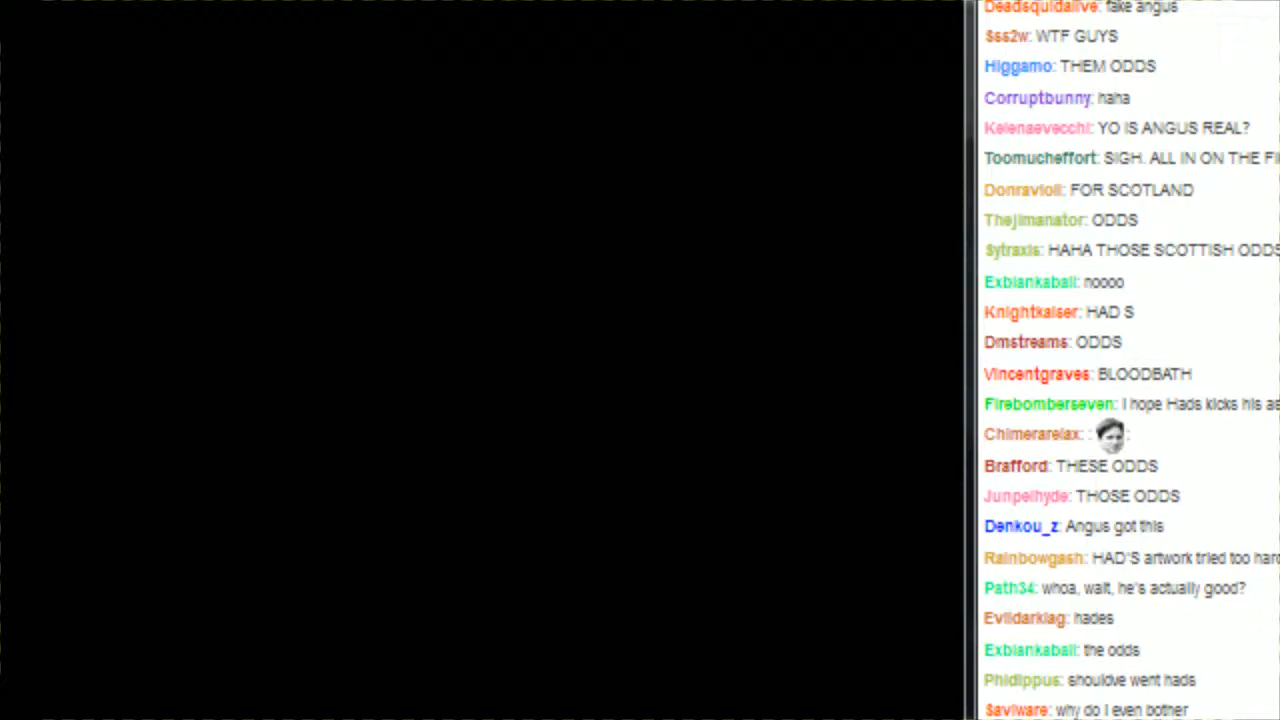 Deadsquidalive: fake angus
Sss2w: WTF GUYS
Higgamo: THEM ODDS
Corruptbunny: haha
Kelenaevecchi: YO IS ANGUS REAL?
Toomucheffort: SIGH. ALL IN ON THE
Donravioli: FOR SCOTLAND
Thejimanator: ODDS
Sytraxis: HAHA THOSE SCOTTISH ODDS
Exblankaball: noooo
Knightkaiser: HAD S
Dmstreams: ODDS
Vincentgraves: BLOODBATH
Firebomberseven: I hope Hads kicks his as
Chimerarelax: : :
Brafford: THESE ODDS
Junpeihyde: THOSE ODDS
Denkou_z: Angus got this
Rainbowgash: HAD'S artwork tried too hard
Path34: whoa, wait, he's actually good?
Evildarklag: hades
Exblankaball: the odds
Phidippus: shouldve went hads
Saviware: why do I even bother